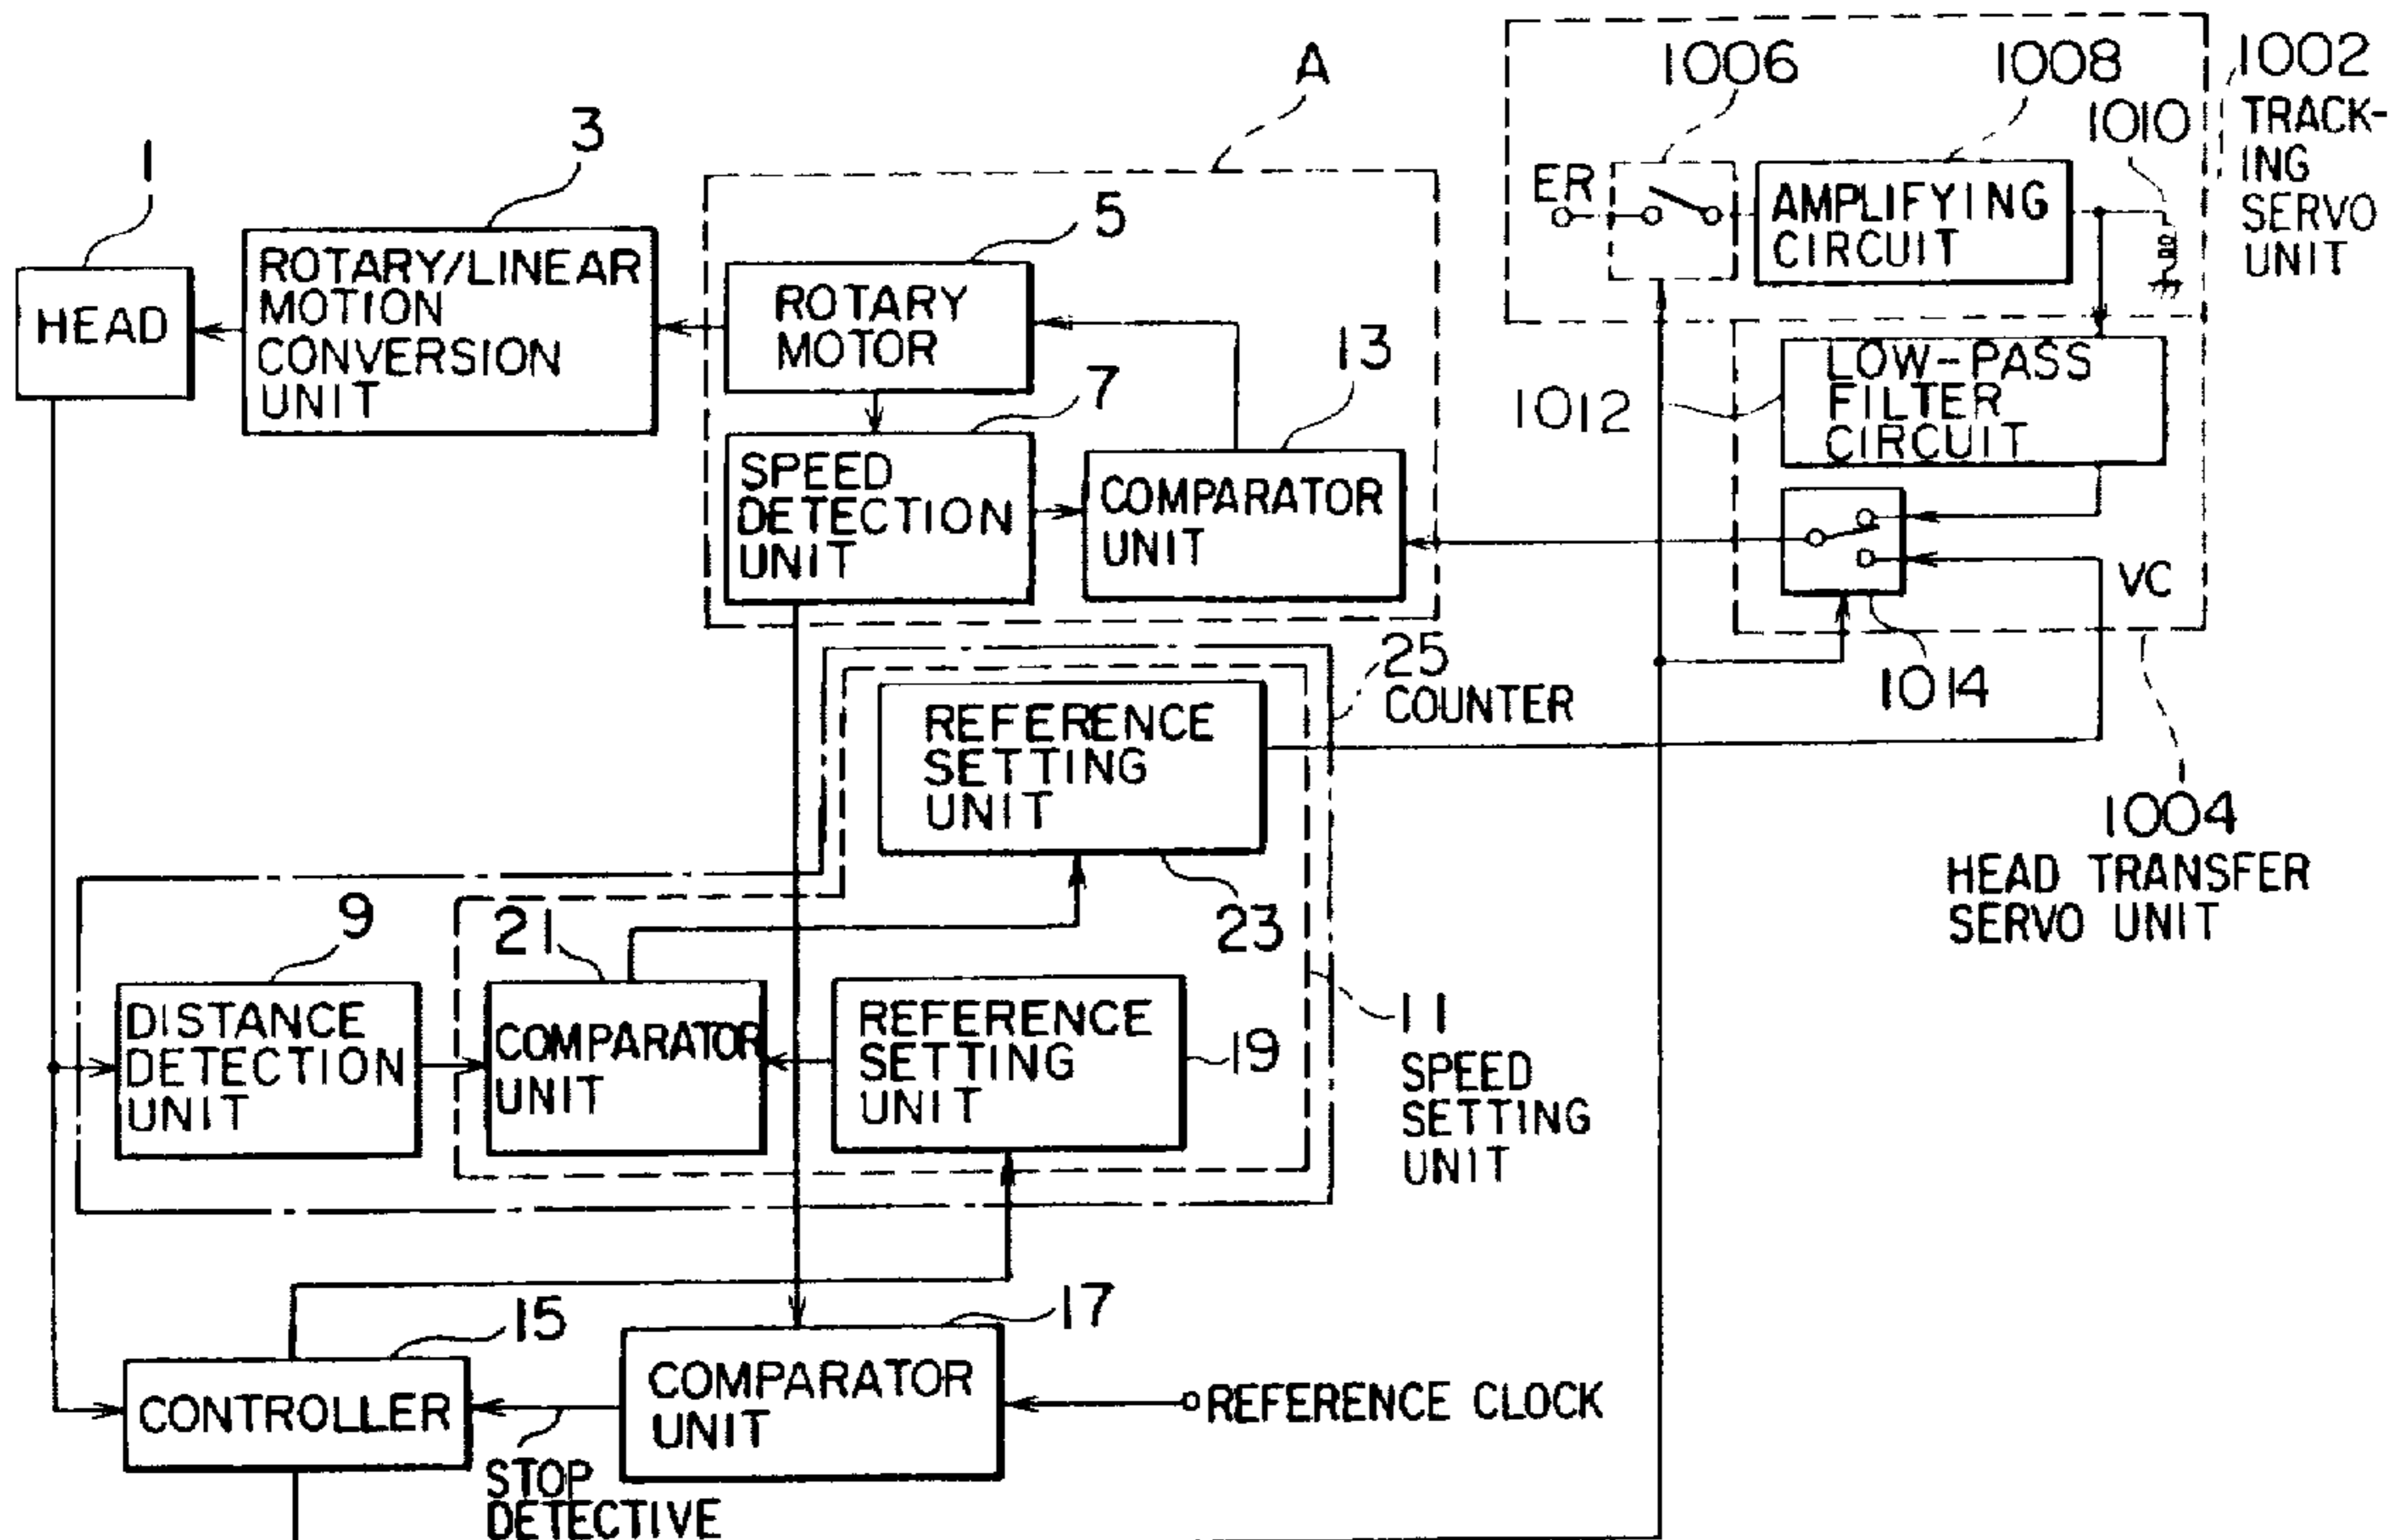 A
1006
1008
1002
TRACK-
ING
SERVO
UNIT
1010
1
3
5
ER
AMPLIFYING
CIRCUIT
HEAD
ROTARY/LINEAR
MOTION
CONVERSION
UNIT
ROTARY
MOTOR
13
7
1012
LOW-PASS
FILTER
CIRCUIT
SPEED
DETECTION
UNIT
COMPARATOR
UNIT
VC
1014
25
COUNTER
REFERENCE
SETTING
UNIT
1004
HEAD TRANSFER
SERVO UNIT
23
9
21
DISTANCE
DETECTION
UNIT
COMPARATOR
UNIT
REFERENCE
SETTING
UNIT
19
11
SPEED
SETTING
UNIT
15
17
CONTROLLER
COMPARATOR
UNIT
REFERENCE CLOCK
STOP
DETECTIVE